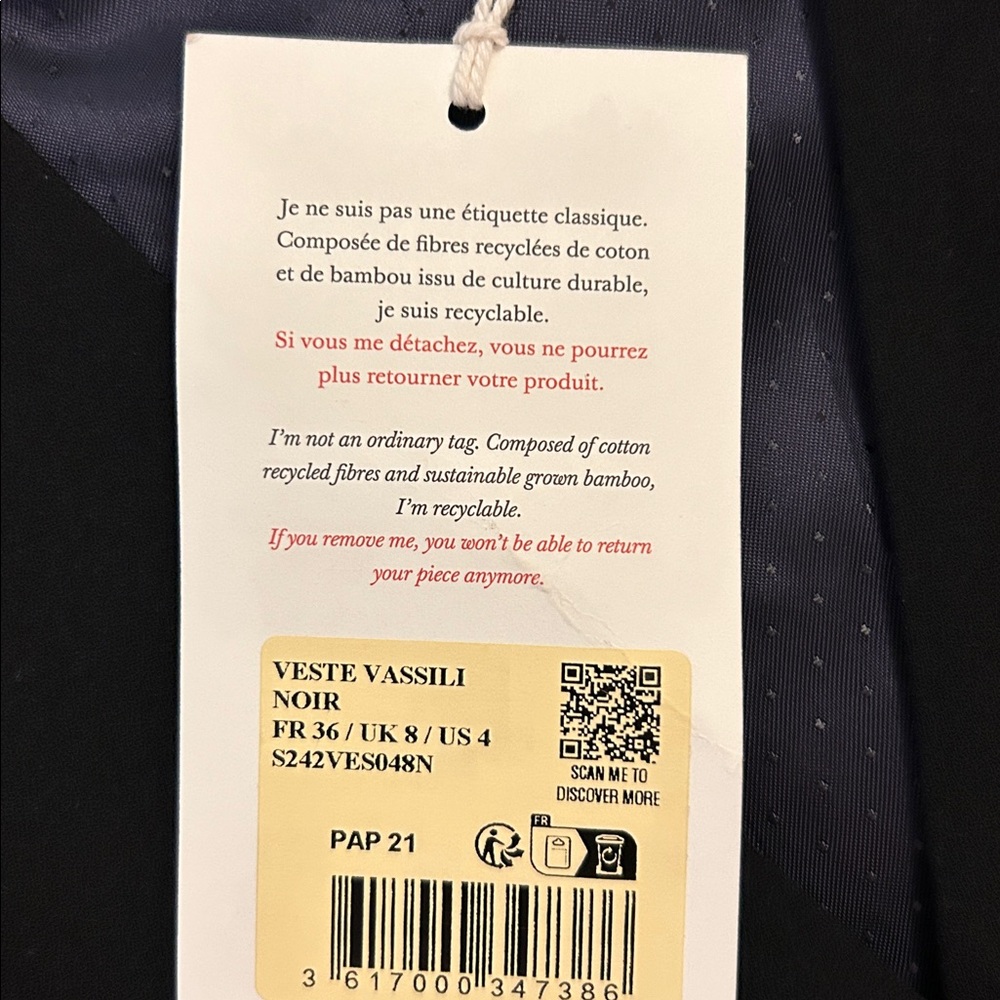 Je ne suis pas une étiquette classique.
Composée de fibres recyclées de coton
et de bambou issu de culture durable,
je suis recyclable.
Si vous me détachez, vous ne pourrez
plus retourner votre produit.
I'm not an ordinary tag. Composed of cotton
recycled fibres and sustainable grown bamboo,
I'm recyclable.
If you remove me, you won't be able to return
your piece anymore.
VESTE VASSILI
NOIR
FR 36 / UK 8 / US 4
S242VES048N
SCAN ME TO
DISCOVER MORE
FR
PAP 21
3 617000 347386